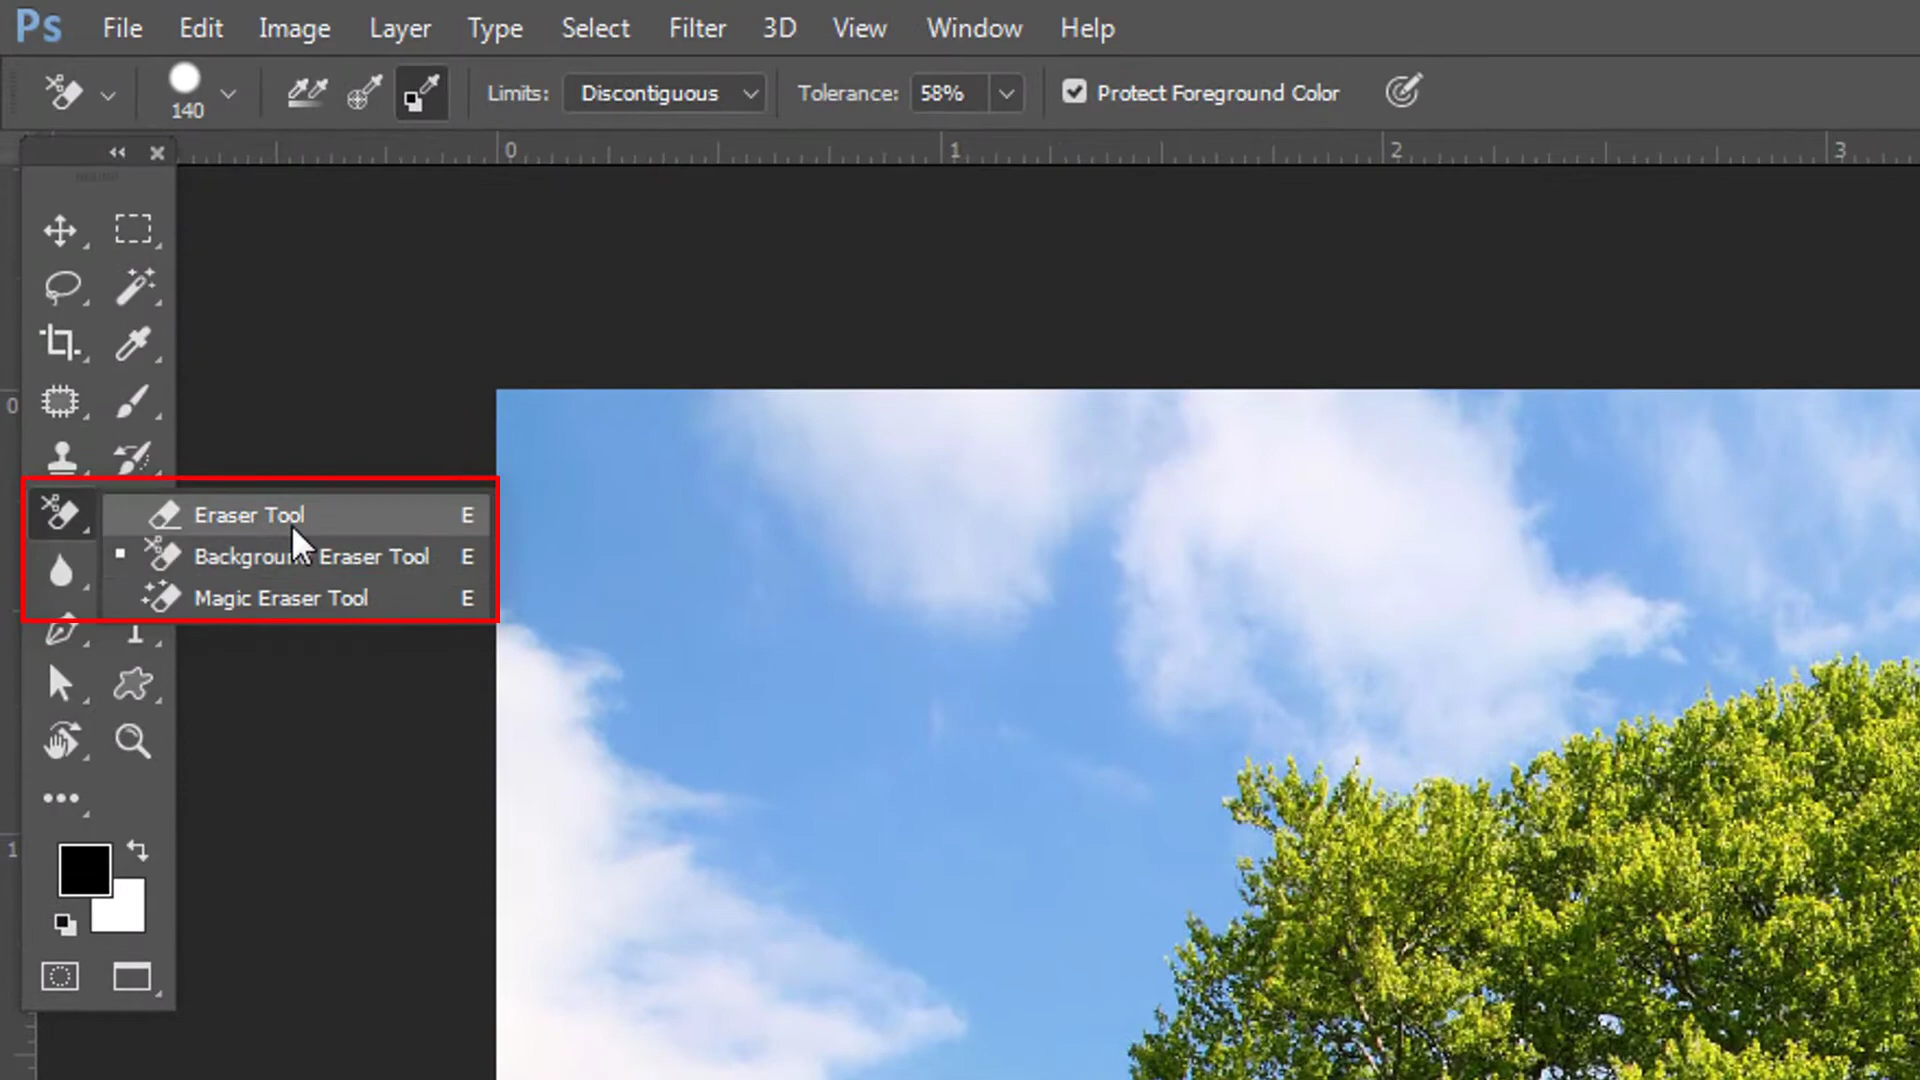 Ps File Edit Image Layer Type Select Filter 3D View Window Help
140 Limits: Discontiguous Tolerance: 58% Protect Foreground Color
0 1 2 3
0
Eraser Tool E
Background Eraser Tool E
Magic Eraser Tool E
1